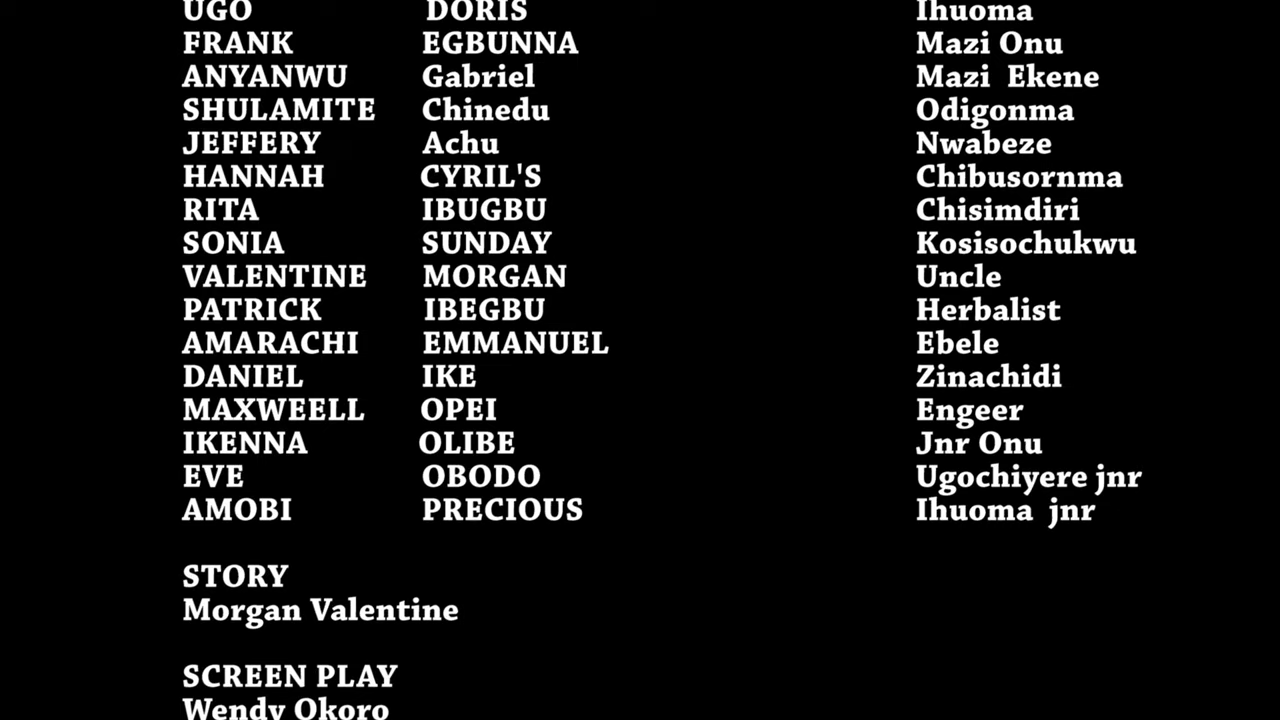 UGO DORIS Ihuoma
FRANK EGBUNNA Mazi Onu
ANYANWU Gabriel Mazi Ekene
SHULAMITE Chinedu Odigonma
JEFFERY Achu Nwabeze
HANNAH CYRIL'S Chibusornma
RITA IBUGBU Chisimdiri
SONIA SUNDAY Kosisochukwu
VALENTINE MORGAN Uncle
PATRICK IBEGBU Herbalist
AMARACHI EMMANUEL Ebele
DANIEL IKE Zinachidi
MAXWEELL OPEI Engeer
IKENNA OLIBE Jnr Onu
EVE OBODO Ugochiyere jnr
AMOBI PRECIOUS Ihuoma jnr
STORY
Morgan Valentine
SCREEN PLAY
Wendy Okoro